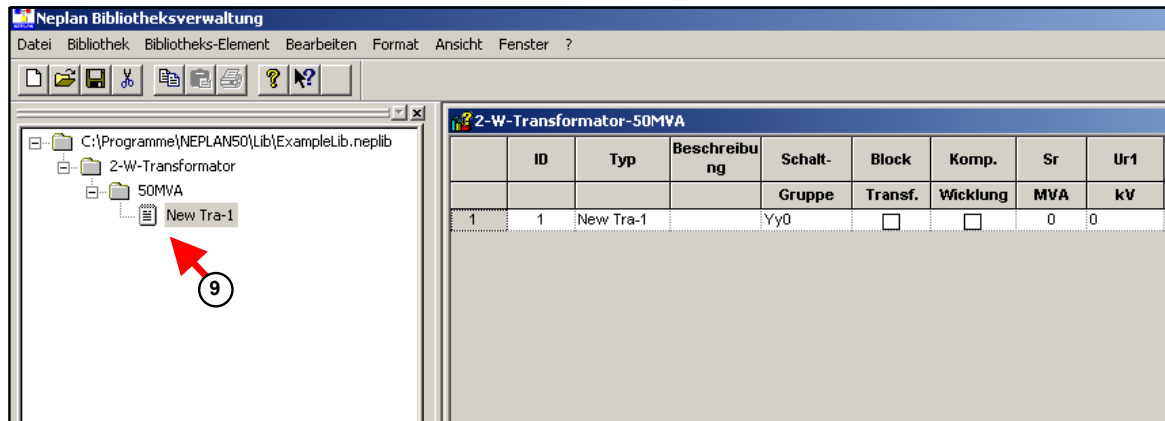 Neplan Bibliotheksverwaltung
Datei Bibliothek Bibliotheks-Element Bearbeiten Format Ansicht Fenster ?
C:\Programme\NEPLAN50\Lib\ExampleLib.neplib
2-W-Transformator
50MVA
New Tra-1
9
2-W-Transformator-50MVA
ID Typ Beschreibu
ng Schalt- Block Komp. Sr Ur1
Gruppe Transf. Wicklung MVA kV
1 1 New Tra-1 Yy0 0 0